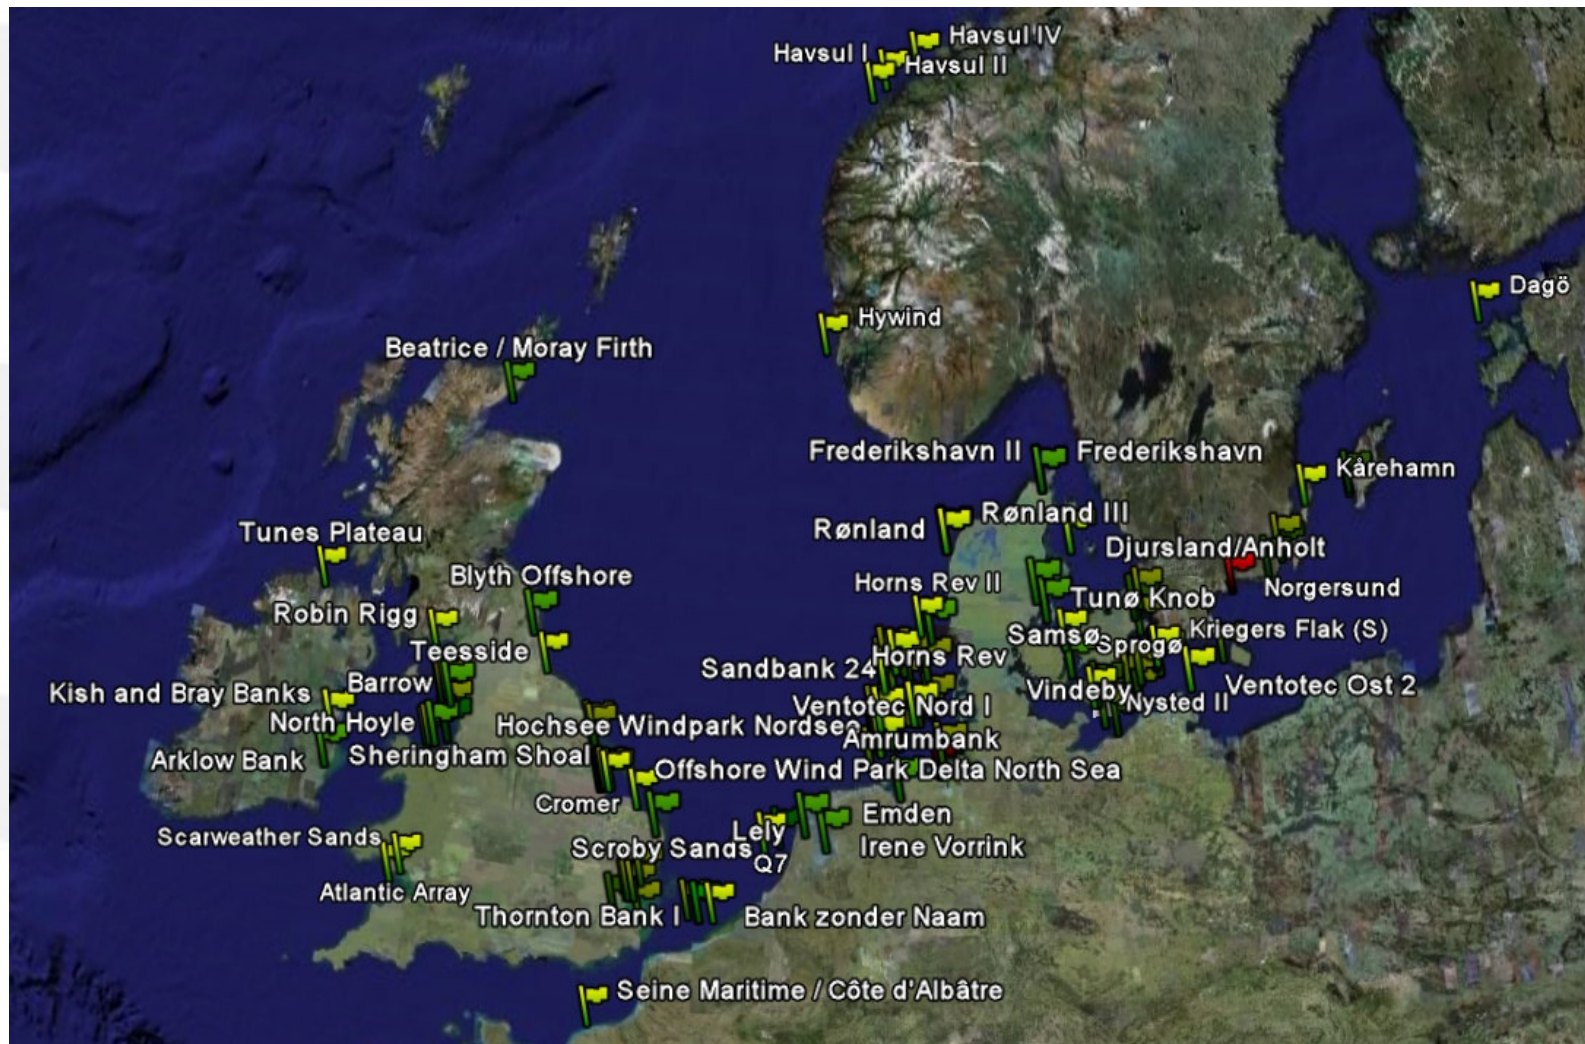 Havsul IV
Havsul I
Havsul II
Dagö
Hywind
Beatrice / Moray Firth
Frederikshavn II
Frederikshavn
Kårehamn
Rønland III
Rønland
Tunes Plateau
Djursland/Anholt
Blyth Offshore
Horns Rev II
Norgersund
Tunø Knob
Robin Rigg
Kriegers Flak (S)
Samsø
Sprogø
Teesside
Horns Rev
Sandbank 24
Barrow
Ventotec Ost 2
Kish and Bray Banks
Vindeby
Nysted II
Ventotec Nord I
North Hoyle
Hochsee Windpark Nordsee
Amrumbank
Sheringham Shoal
Arklow Bank
Offshore Wind Park Delta North Sea
Cromer
Emden
Lely
Scarweather Sands
Scroby Sands
Irene Vorrink
Q7
Atlantic Array
Thornton Bank I
Bank zonder Naam
Seine Maritime / Côte d'Albâtre